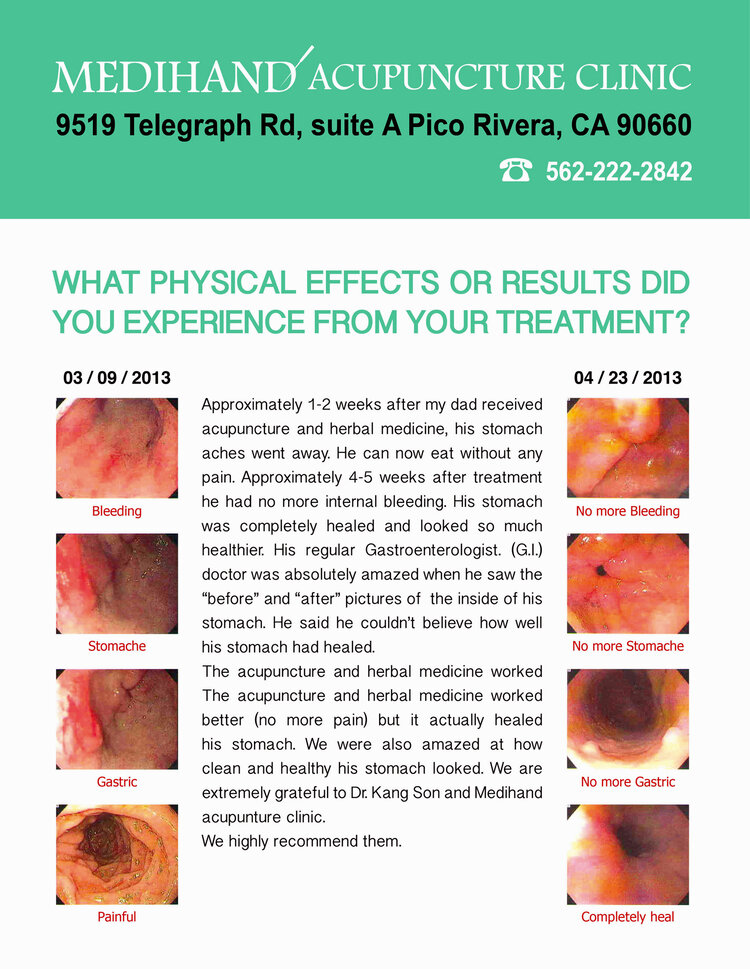 MEDIHAND ACUPUNCTURE CLINIC
9519 Telegraph Rd, suite A Pico Rivera, CA 90660
562-222-2842
WHAT PHYSICAL EFFECTS OR RESULTS DID
YOU EXPERIENCE FROM YOUR TREATMENT?
03 / 09 / 2013
Bleeding
Stomache
Gastric
Painful
Approximately 1-2 weeks after my dad received
acupuncture and herbal medicine, his stomach
aches went away. He can now eat without any
pain. Approximately 4-5 weeks after treatment
he had no more internal bleeding. His stomach
was completely healed and looked so much
healthier. His regular Gastroenterologist. (G.I.)
doctor was absolutely amazed when he saw the
“before” and “after” pictures of the inside of his
stomach. He said he couldn’t believe how well
his stomach had healed.
The acupuncture and herbal medicine worked
The acupuncture and herbal medicine worked
better (no more pain) but it actually healed
his stomach. We were also amazed at how
clean and healthy his stomach looked. We are
extremely grateful to Dr. Kang Son and Medihand
acupunture clinic.
We highly recommend them.
04 / 23 / 2013
No more Bleeding
No more Stomache
No more Gastric
Completely heal